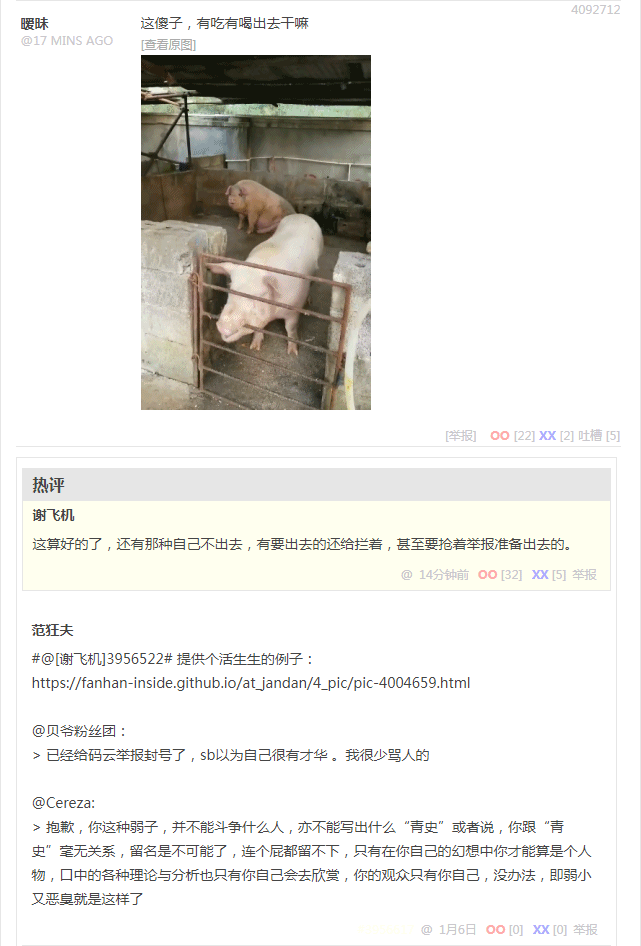 4092712
暧昧
这傻子，有吃有喝出去干嘛
@17 MINS AGO
[查看原图]
[举报] OO [22] XX [2] 吐槽 [5]
热评
谢飞机
这算好的了，还有那种自己不出去，有要出去的还给拦着，甚至要抢着举报准备出去的。
@ 14分钟前 OO [32] XX [5] 举报
范狂夫
#@[谢飞机]3956522# 提供个活生生的例子：
https://fanhan-inside.github.io/at_jandan/4_pic/pic-4004659.html
@贝爷粉丝团：
> 已经给码云举报封号了，sb以为自己很有才华 。我很少骂人的
@Cereza:
> 抱歉，你这种弱子，并不能斗争什么人，亦不能写出什么“青史”或者说，你跟“青
史”毫无关系，留名是不可能了，连个屁都留不下，只有在你自己的幻想中你才能算是个人
物，口中的各种理论与分析也只有你自己会去欣赏，你的观众只有你自己，没办法，即弱小
又恶臭就是这样了
@ 1月6日 OO [0] XX [0] 举报